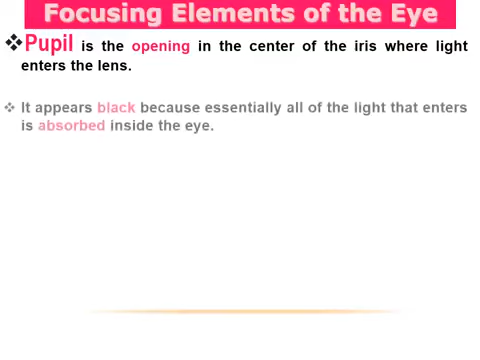 Focusing Elements of the Eye
❖Pupil is the opening in the center of the iris where light
enters the lens.
❖ It appears black because essentially all of the light that enters
is absorbed inside the eye.